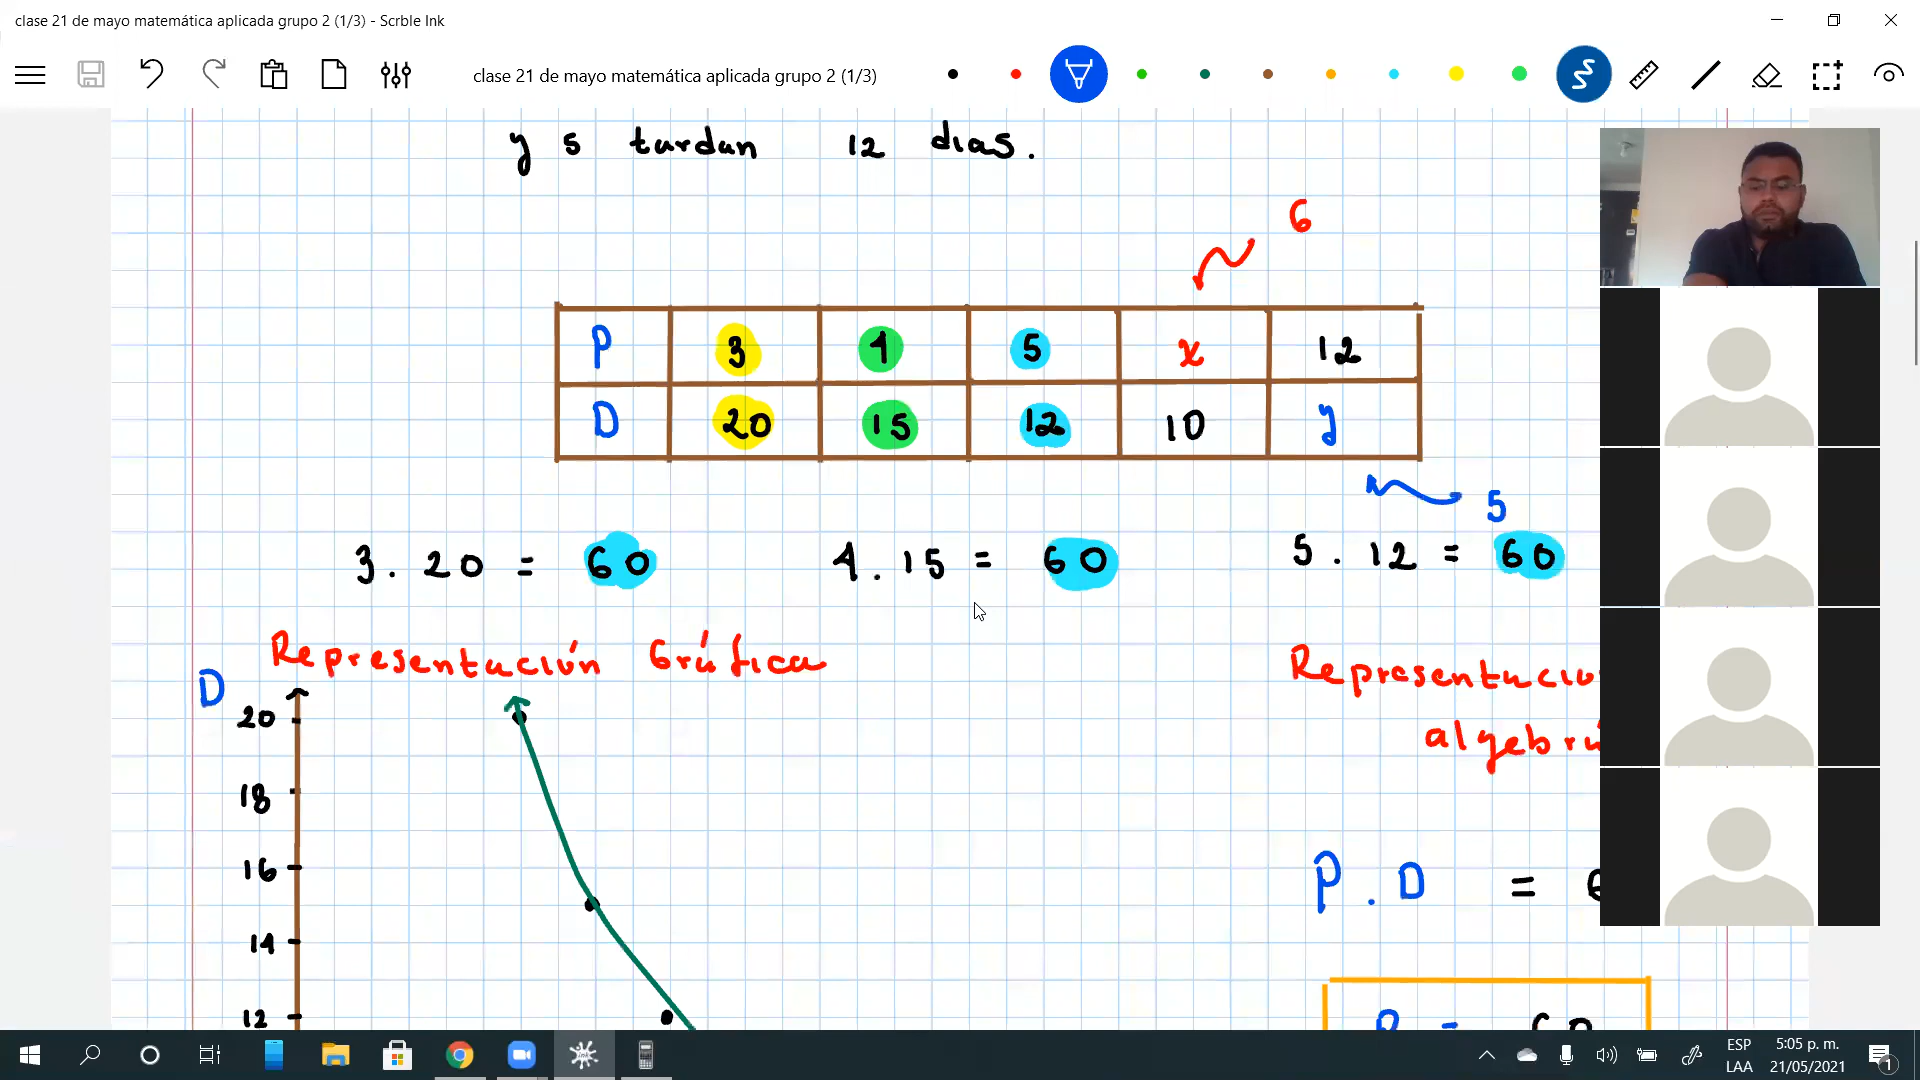 clase 21 de mayo matemática aplicada grupo 2 (1/3) - Scrble Ink
clase 21 de mayo matemática aplicada grupo 2 (1/3)
y 5 tardan 12 dias.
6
P 3 4 5 x 12
D 20 15 12 10 y
5
3 . 20 = 60 4 . 15 = 60 5 . 12 = 60
Representación Gráfica
D
20
18
16
14
12
P . D =
ESP
LAA
5:05 p. m.
21/05/2021
1